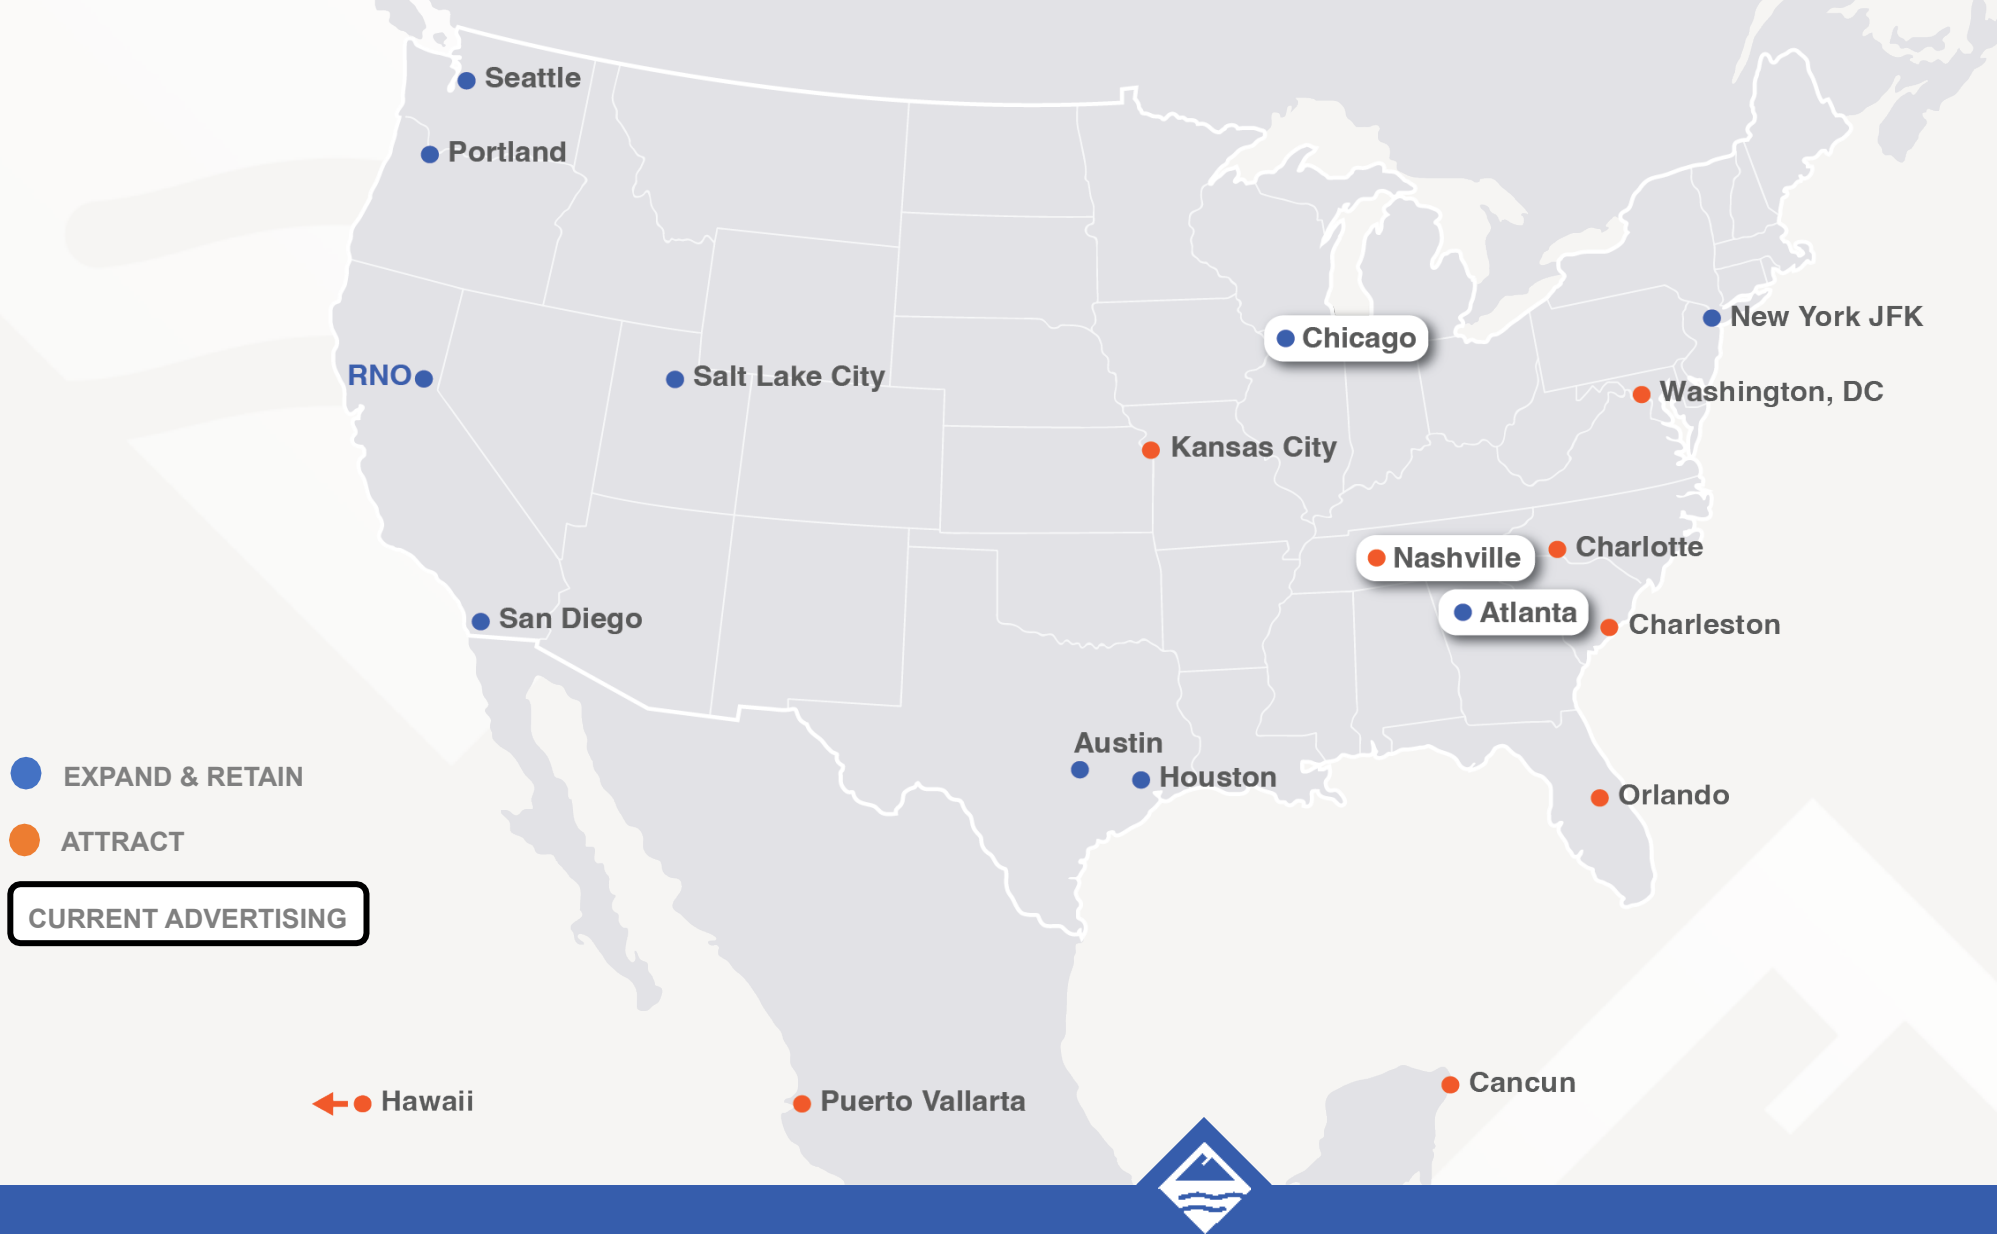 Seattle
Portland
New York JFK
Chicago
RNO
Salt Lake City
Washington, DC
Kansas City
Charlotte
Nashville
Atlanta
San Diego
Charleston
Austin
EXPAND & RETAIN
Houston
Orlando
ATTRACT
CURRENT ADVERTISING
Cancun
Hawaii
Puerto Vallarta